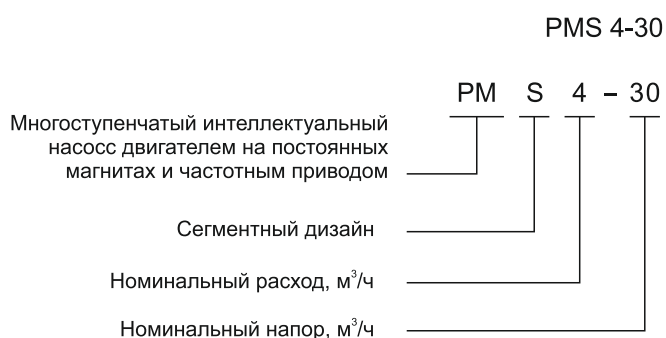 PMS 4-30
PM S 4 – 30
Многоступенчатый интеллектуальный
насосс двигателем на постоянных
магнитах и частотным приводом
Сегментный дизайн
Номинальный расход, м³/ч
Номинальный напор, м³/ч